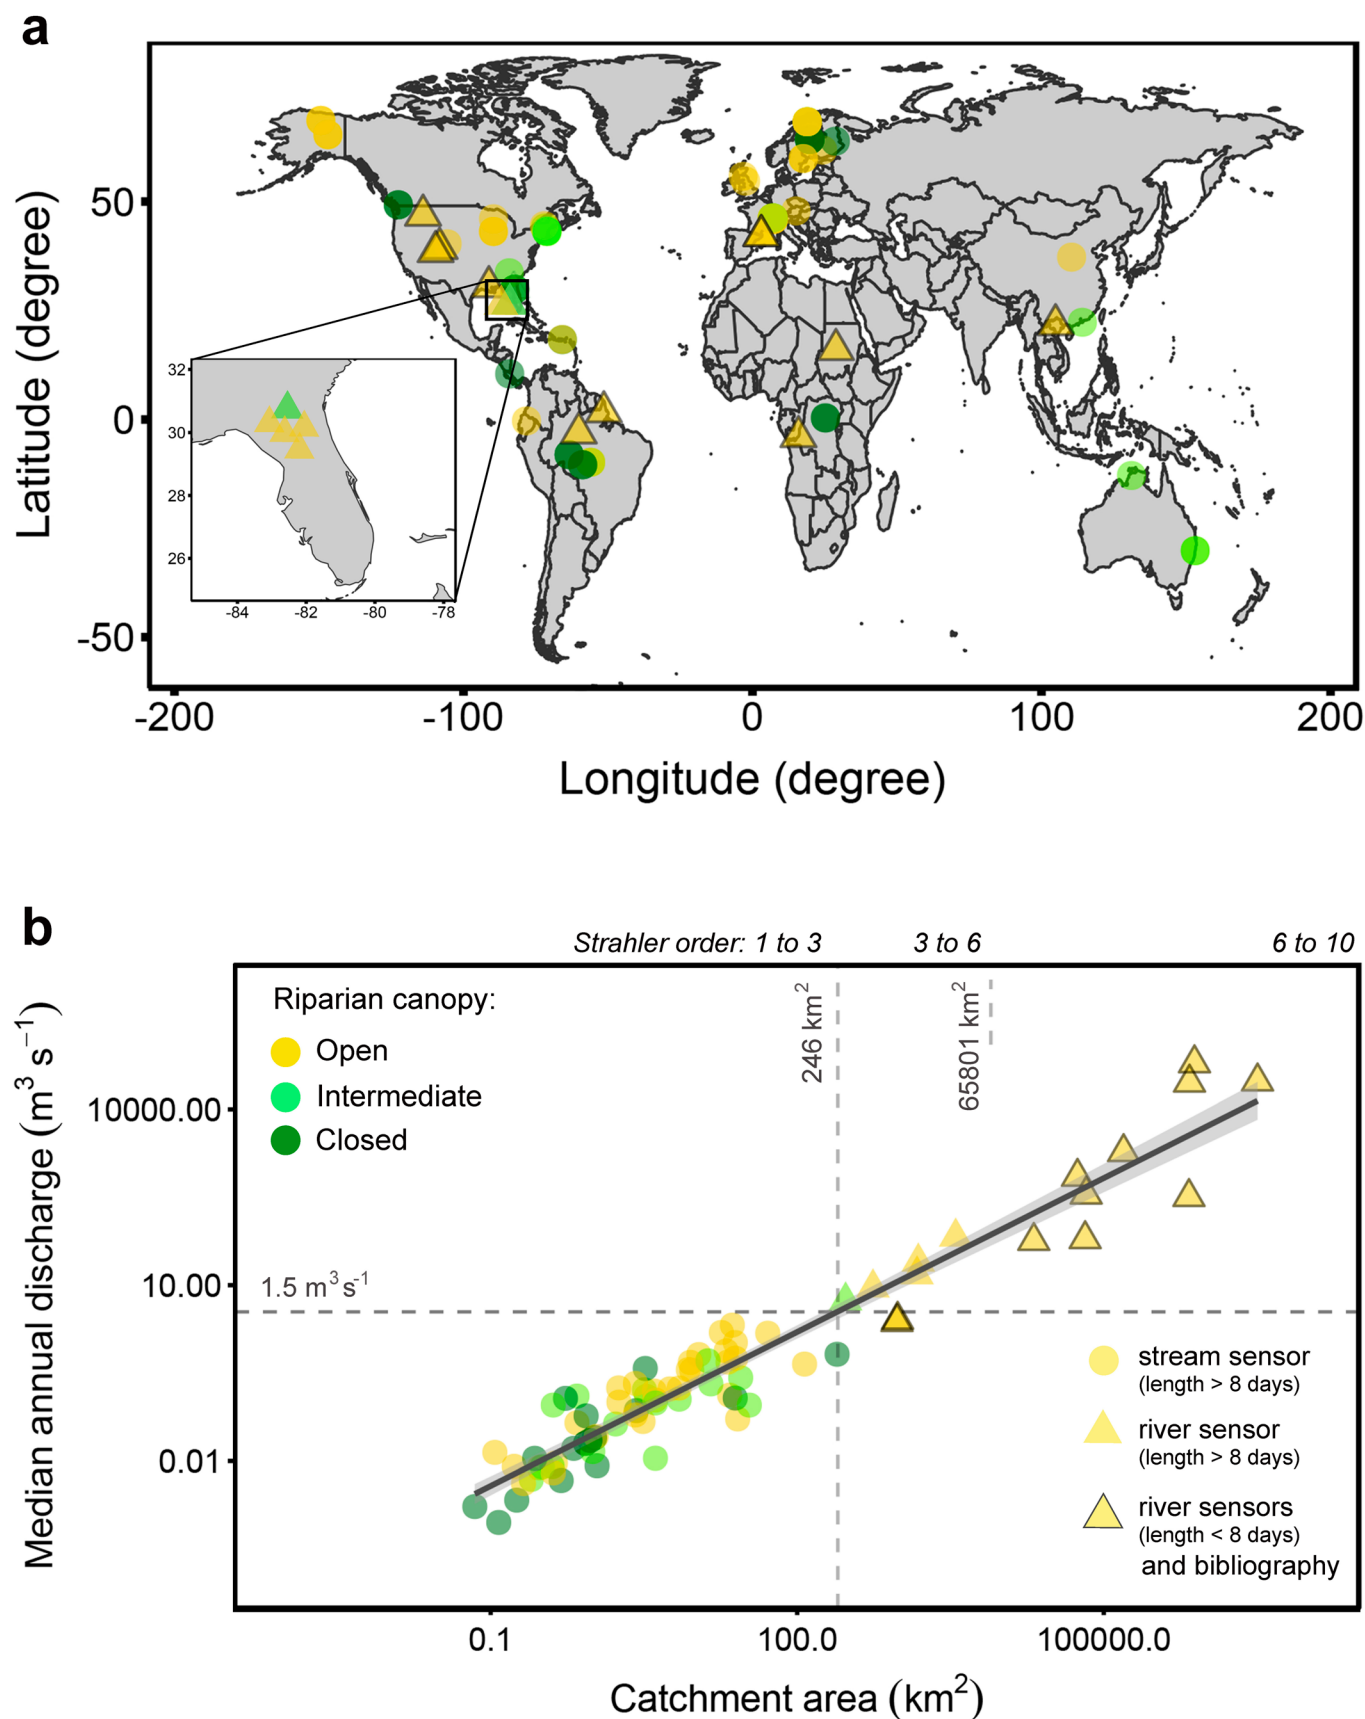 a
Latitude (degree)
50
0
-50
32
30
28
26
-84
-82
-80
-78
-200
-100
0
100
200
Longitude (degree)
b
Strahler order: 1 to 3
3 to 6
6 to 10
Median annual discharge (m³ s⁻¹)
10000.00
10.00
0.01
Riparian canopy:
Open
Intermediate
Closed
246 km²
65801 km²
1.5 m³s⁻¹
stream sensor
(length > 8 days)
river sensor
(length > 8 days)
river sensors
(length < 8 days)
and bibliography
0.1
100.0
100000.0
Catchment area (km²)